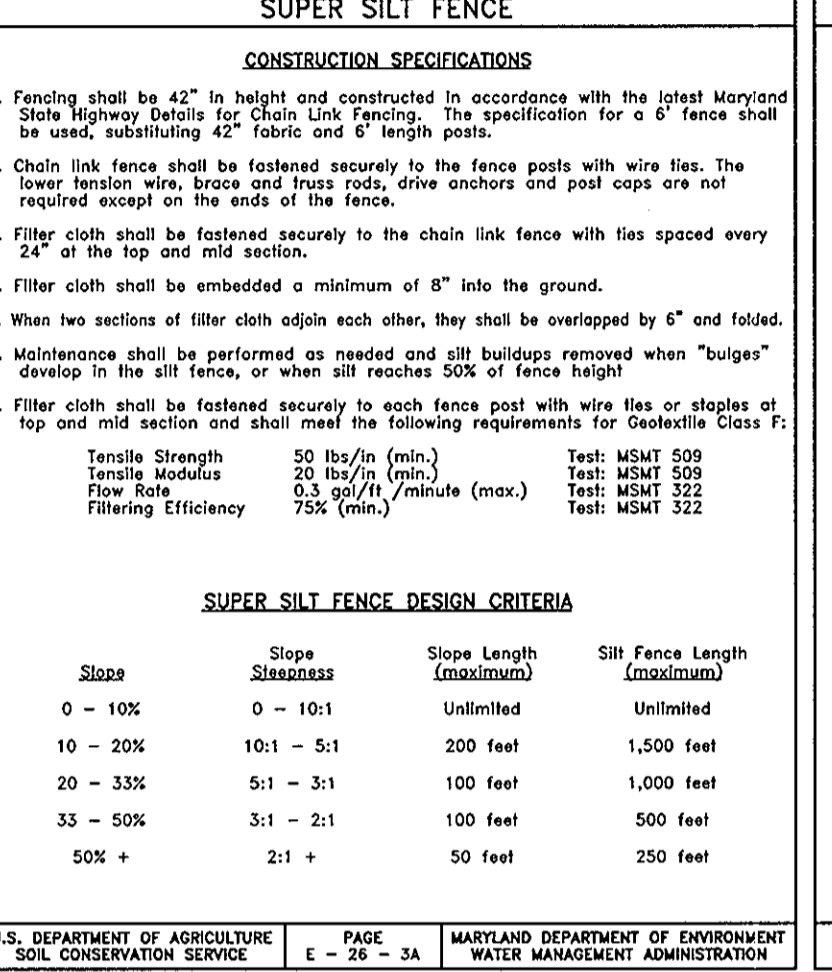 SUPER SILT FENCE
CONSTRUCTION SPECIFICATIONS
. Fencing shall be 42" in height and constructed in accordance with the latest Maryland
State Highway Details for Chain Link Fencing. The specification for a 6' fence shall
be used, substituting 42" fabric and 6' length posts.
. Chain link fence shall be fastened securely to the fence posts with wire ties. The
lower tension wire, brace and truss rods, drive anchors and post caps are not
required except on the ends of the fence.
. Filter cloth shall be fastened securely to the chain link fence with ties spaced every
24" at the top and mid section.
. Filter cloth shall be embedded a minimum of 8" into the ground.
. When two sections of filter cloth adjoin each other, they shall be overlapped by 6" and folded.
. Maintenance shall be performed as needed and silt buildups removed when "bulges"
develop in the silt fence, or when silt reaches 50% of fence height
. Filter cloth shall be fastened securely to each fence post with wire ties or staples at
top and mid section and shall meet the following requirements for Geotextile Class F:
Tensile Strength 50 lbs/in (min.) Test: MSMT 509
Tensile Modulus 20 lbs/in (min.) Test: MSMT 509
Flow Rate 0.3 gal/ft /minute (max.) Test: MSMT 322
Filtering Efficiency 75% (min.) Test: MSMT 322
SUPER SILT FENCE DESIGN CRITERIA
Slope Slope Length Silt Fence Length
Slope Steepness (maximum) (maximum)
0 - 10% 0 - 10:1 Unlimited Unlimited
10 - 20% 10:1 - 5:1 200 feet 1,500 feet
20 - 33% 5:1 - 3:1 100 feet 1,000 feet
33 - 50% 3:1 - 2:1 100 feet 500 feet
50% + 2:1 + 50 feet 250 feet
U.S. DEPARTMENT OF AGRICULTURE PAGE MARYLAND DEPARTMENT OF ENVIRONMENT
SOIL CONSERVATION SERVICE E - 26 - 3A WATER MANAGEMENT ADMINISTRATION